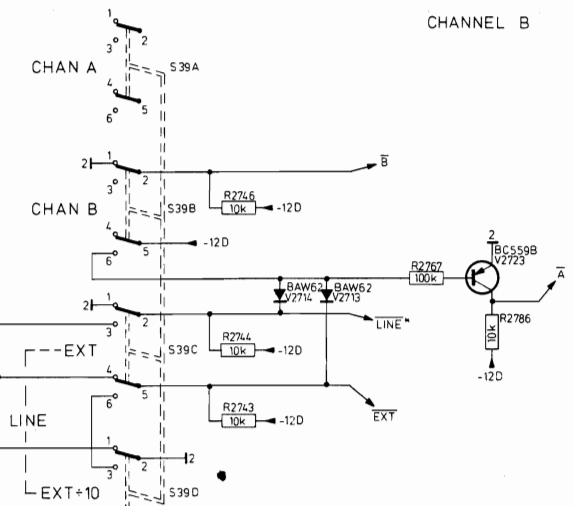 CHANNEL B
1
2
3
CHAN A
S39A
4
5
6
2
1
2
B
3
R2746
10k
-12D
CHAN B
S39B
4
5
-12D
6
2
BC559B
V2723
R2767
100k
A
BAW62
V2714
BAW62
V2713
R2786
10k
-12D
2
1
2
LINE*
3
R2744
10k
-12D
EXT
S39C
4
5
6
EXT
R2743
10k
-12D
LINE
1
2
2
3
EXT÷10
S39D